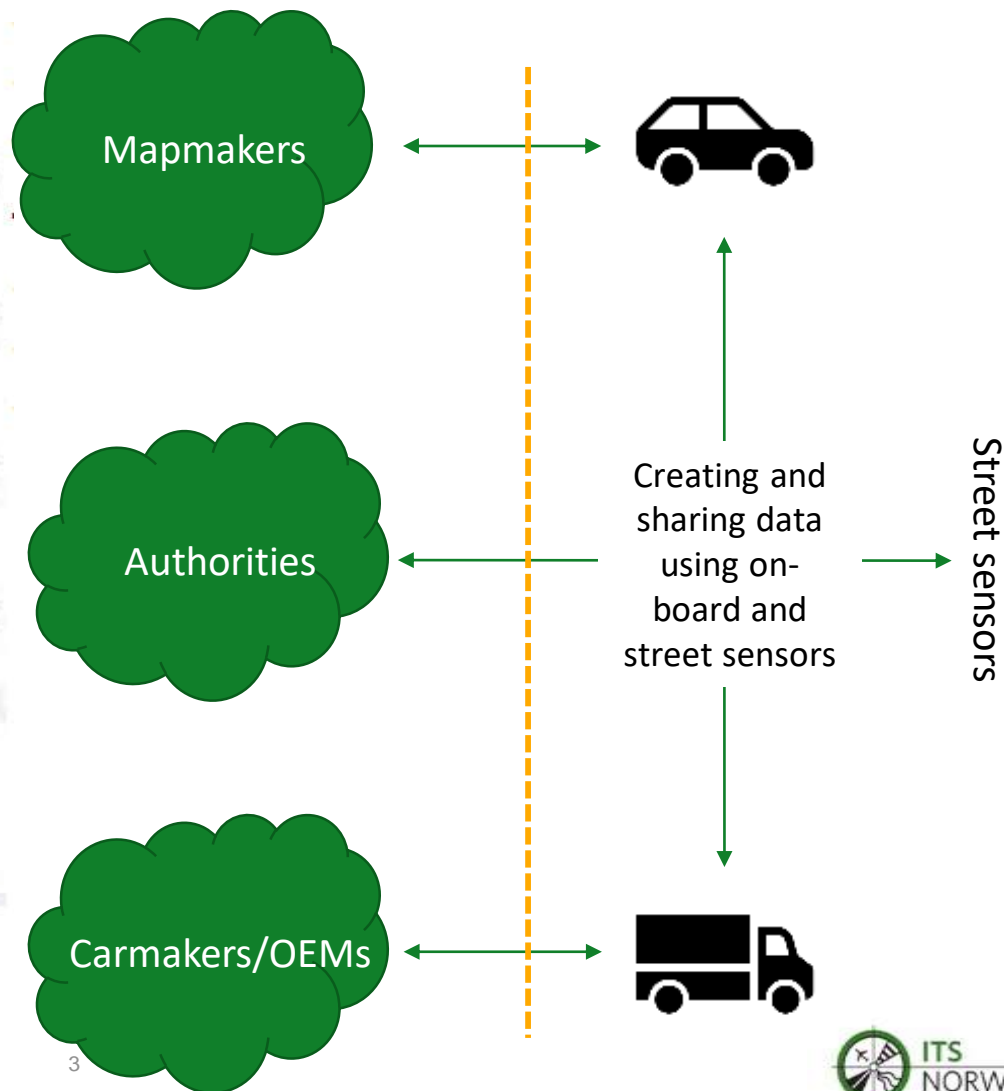 Mapmakers
Authorities
Creating and
sharing data
using on-
board and
street sensors
Street sensors
Carmakers/OEMs
3
ITS